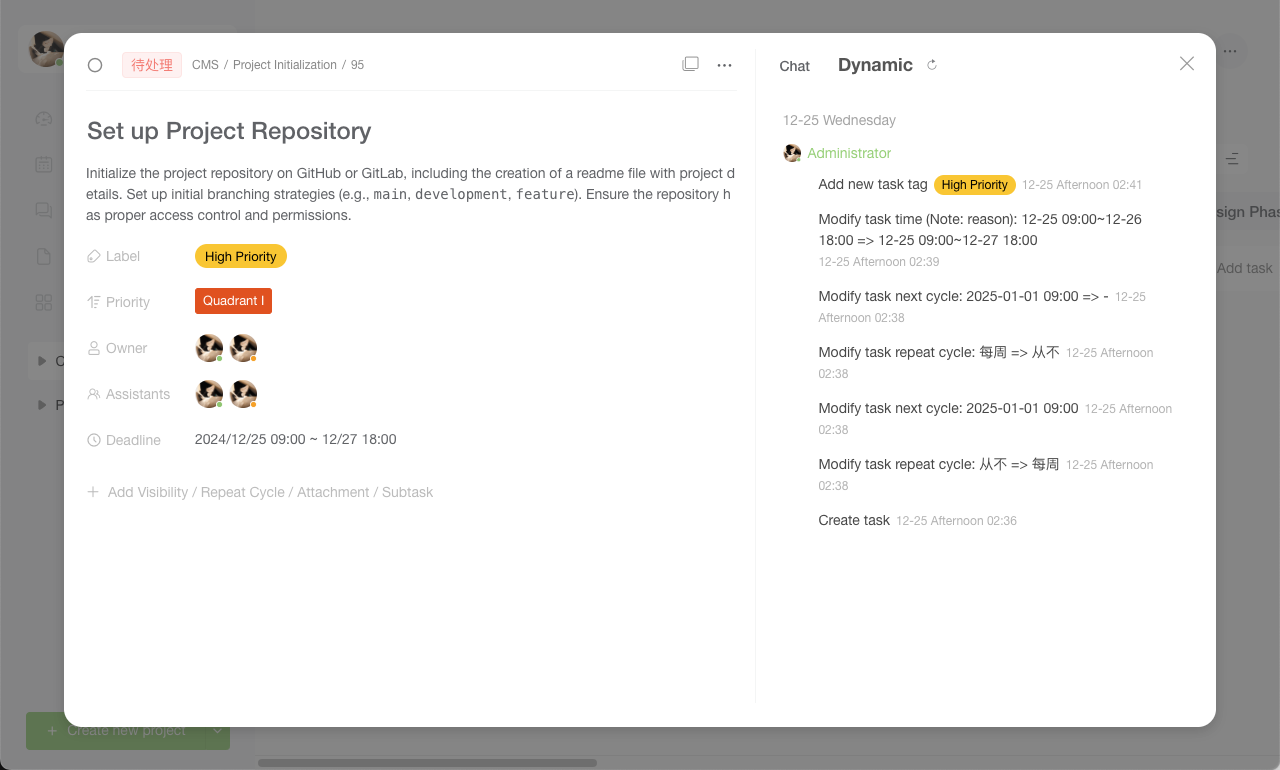 待处理 CMS / Project Initialization / 95
Set up Project Repository
Initialize the project repository on GitHub or GitLab, including the creation of a readme file with project d
etails. Set up initial branching strategies (e.g., main, development, feature). Ensure the repository h
as proper access control and permissions.
Label High Priority
Priority Quadrant I
Owner
Assistants
Deadline 2024/12/25 09:00 ~ 12/27 18:00
Add Visibility / Repeat Cycle / Attachment / Subtask
Chat Dynamic
12-25 Wednesday
Administrator
Add new task tag High Priority 12-25 Afternoon 02:41
Modify task time (Note: reason): 12-25 09:00~12-26
18:00 => 12-25 09:00~12-27 18:00
12-25 Afternoon 02:39
Modify task next cycle: 2025-01-01 09:00 => - 12-25
Afternoon 02:38
Modify task repeat cycle: 每周 => 从不 12-25 Afternoon
02:38
Modify task next cycle: 2025-01-01 09:00 12-25 Afternoon
02:38
Modify task repeat cycle: 从不 => 每周 12-25 Afternoon
02:38
Create task 12-25 Afternoon 02:36
sign Phas
Add task
C
P
Create new project